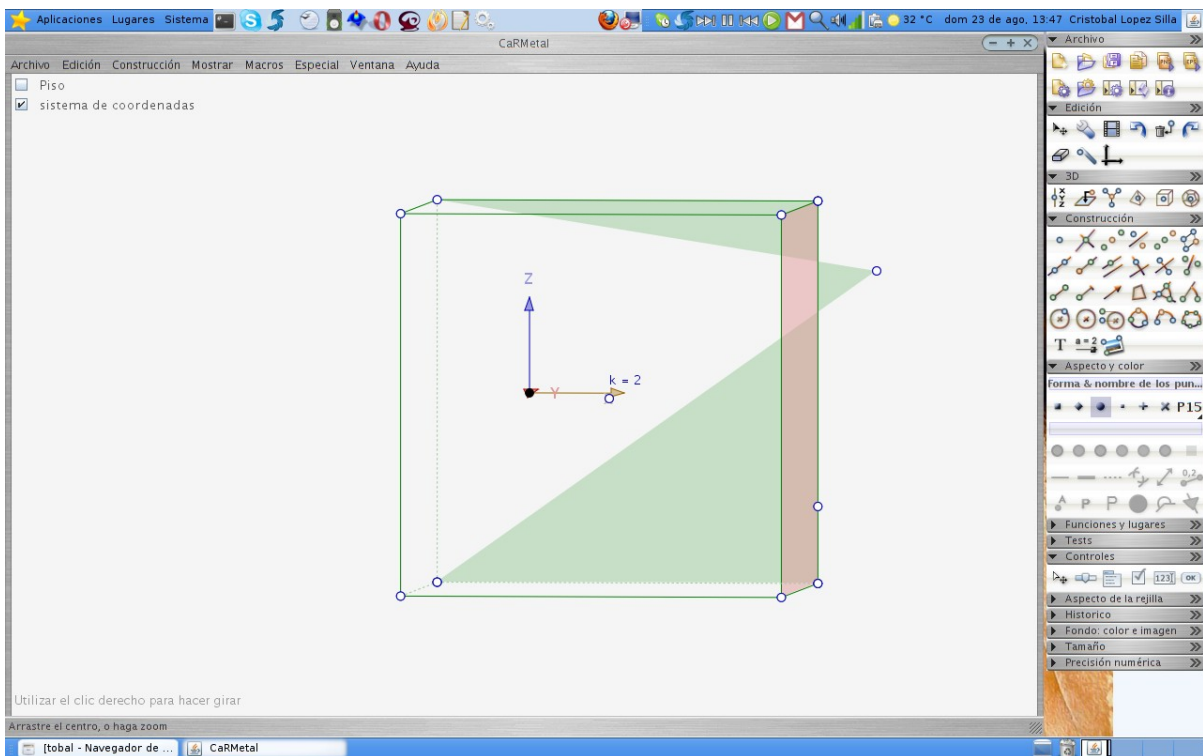 Aplicaciones Lugares Sistema 32 °C dom 23 de ago, 13:47 Cristobal Lopez Silla
CaRMetal
Archivo Edición Construcción Mostrar Macros Especial Ventana Ayuda
Piso
sistema de coordenadas
Z
k = 2
Y
Utilizar el clic derecho para hacer girar
Arrastre el centro, o haga zoom
Archivo
Edición
3D
Construcción
T a = 2
Aspecto y color
Forma & nombre de los pun...
P15
0,2
A P P
Funciones y lugares
Tests
Controles
123 OK
Aspecto de la rejilla
Historico
Fondo: color e imagen
Tamaño
Precisión numérica
[tobal - Navegador de ... CaRMetal